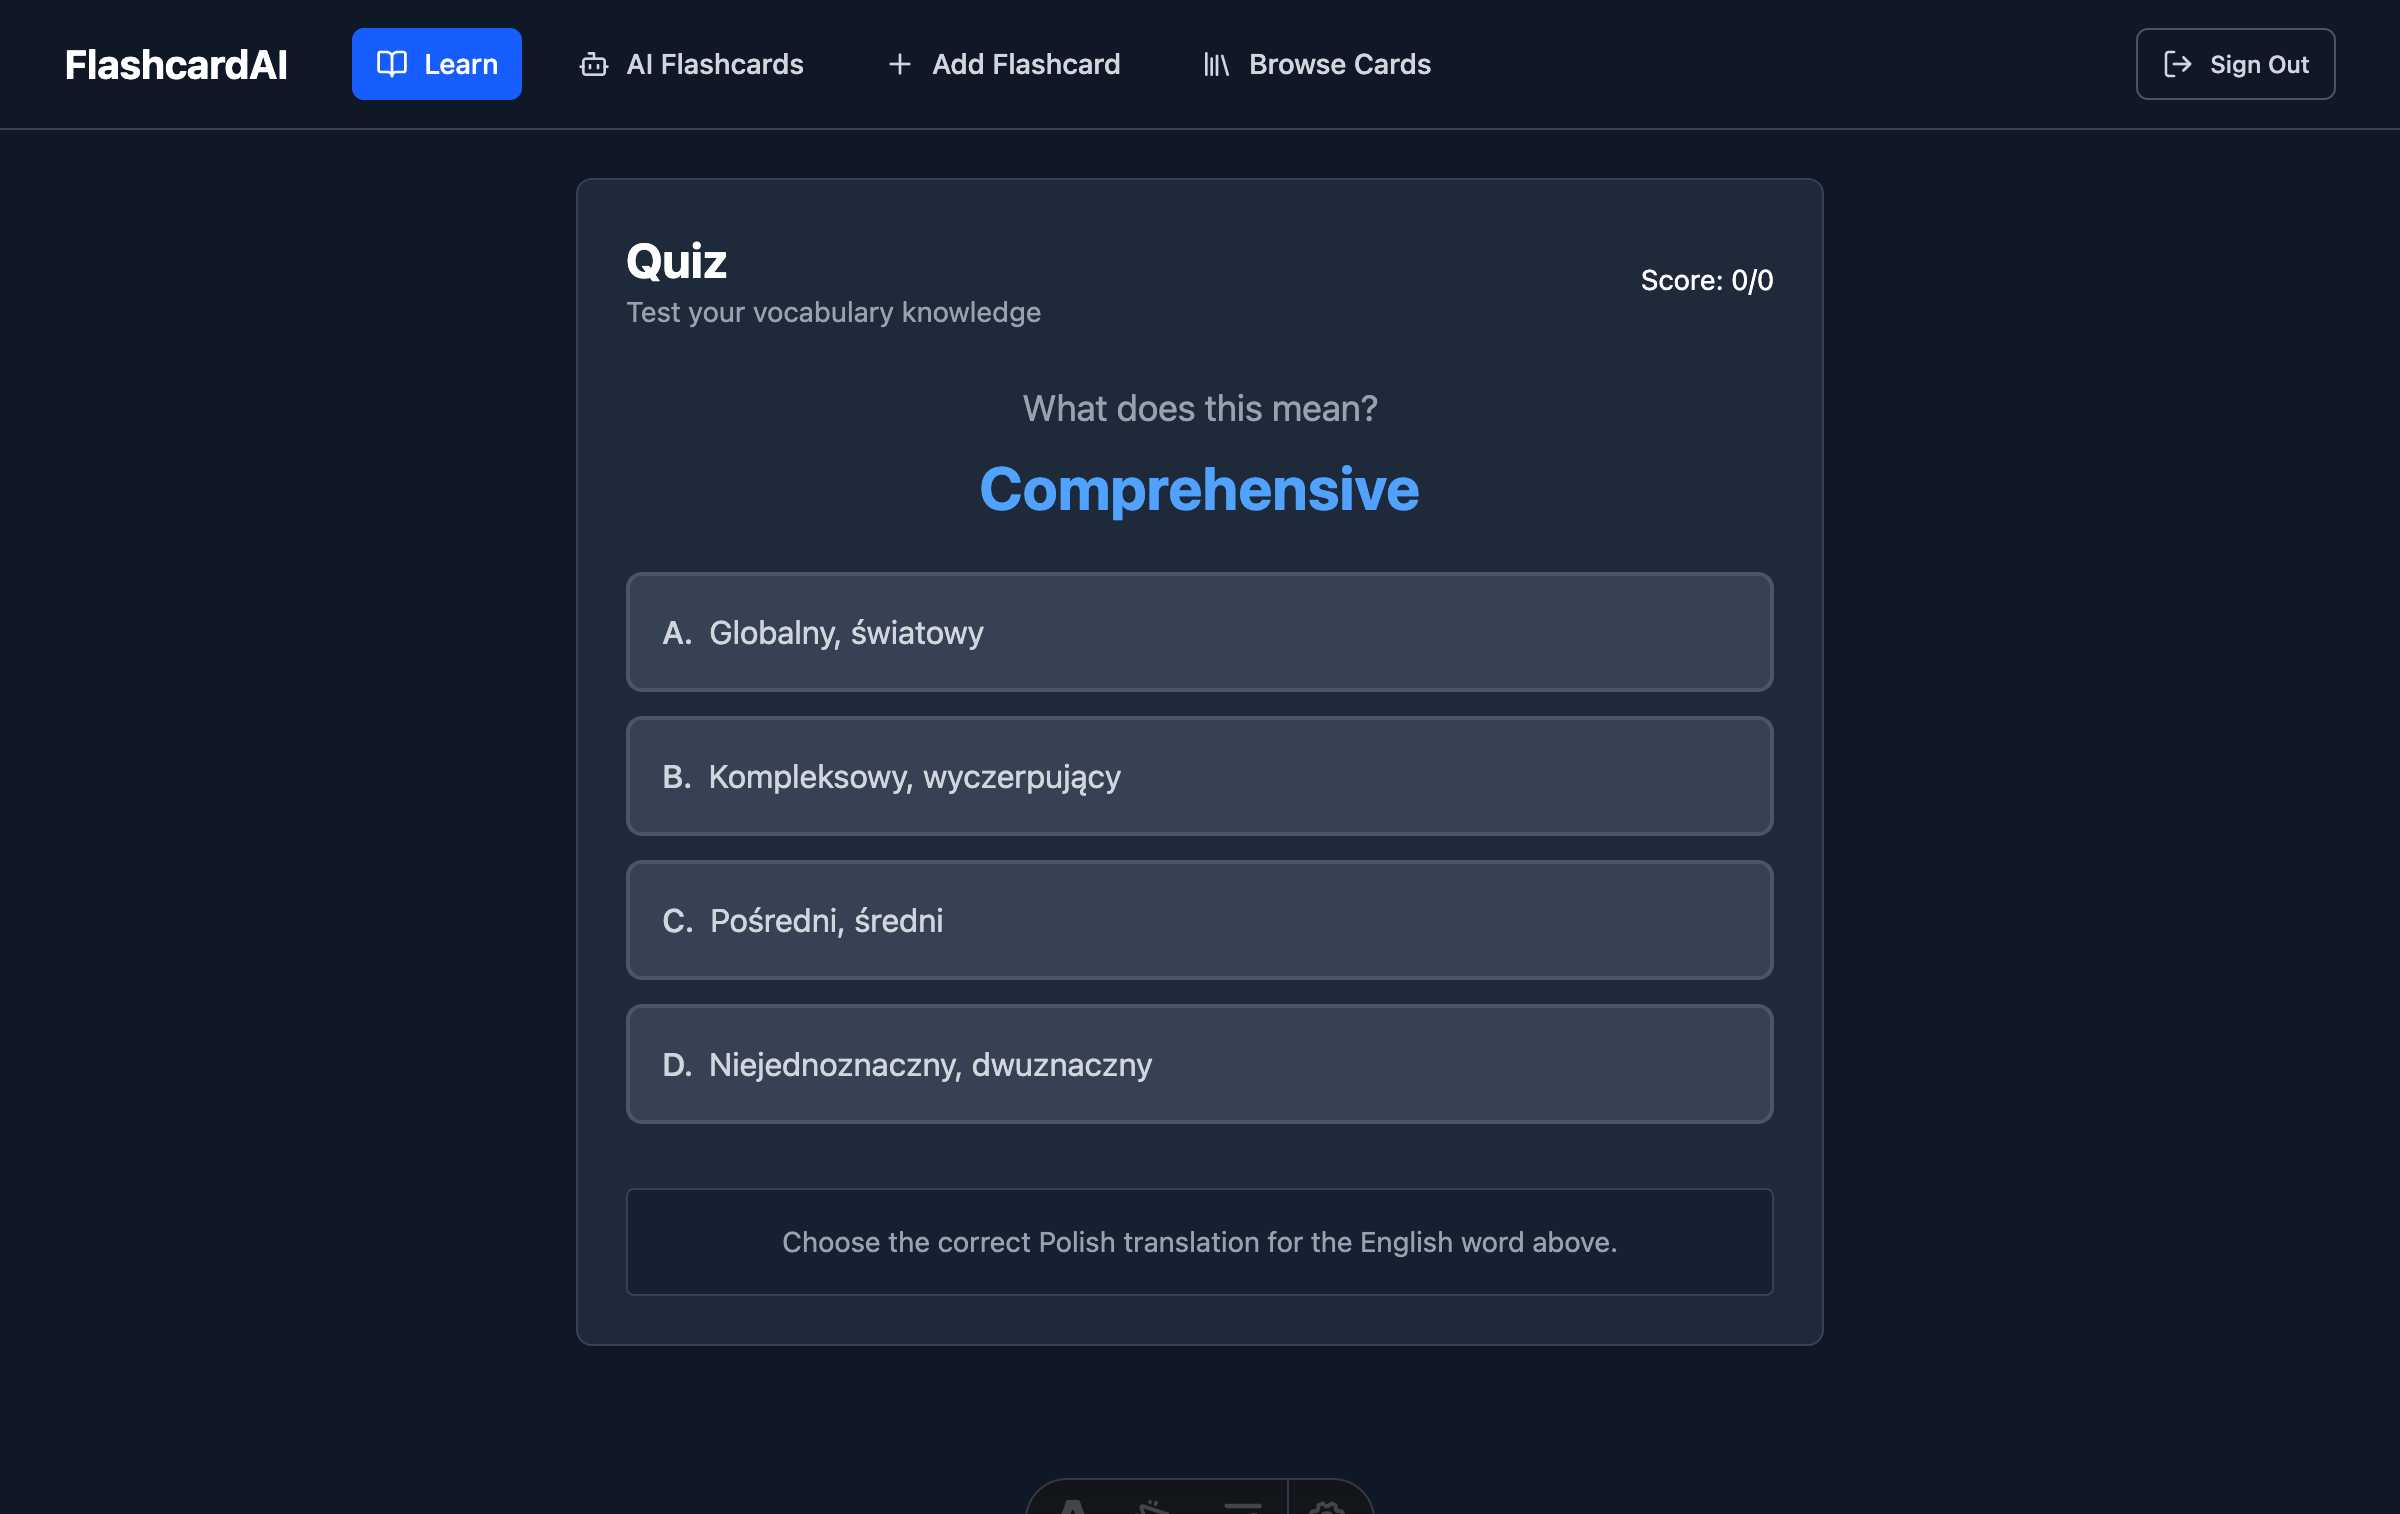 FlashcardAI
Learn
AI Flashcards
Add Flashcard
Browse Cards
Sign Out
Quiz
Test your vocabulary knowledge
Score: 0/0
What does this mean?
Comprehensive
A. Globalny, światowy
B. Kompleksowy, wyczerpujący
C. Pośredni, średni
D. Niejednoznaczny, dwuznaczny
Choose the correct Polish translation for the English word above.